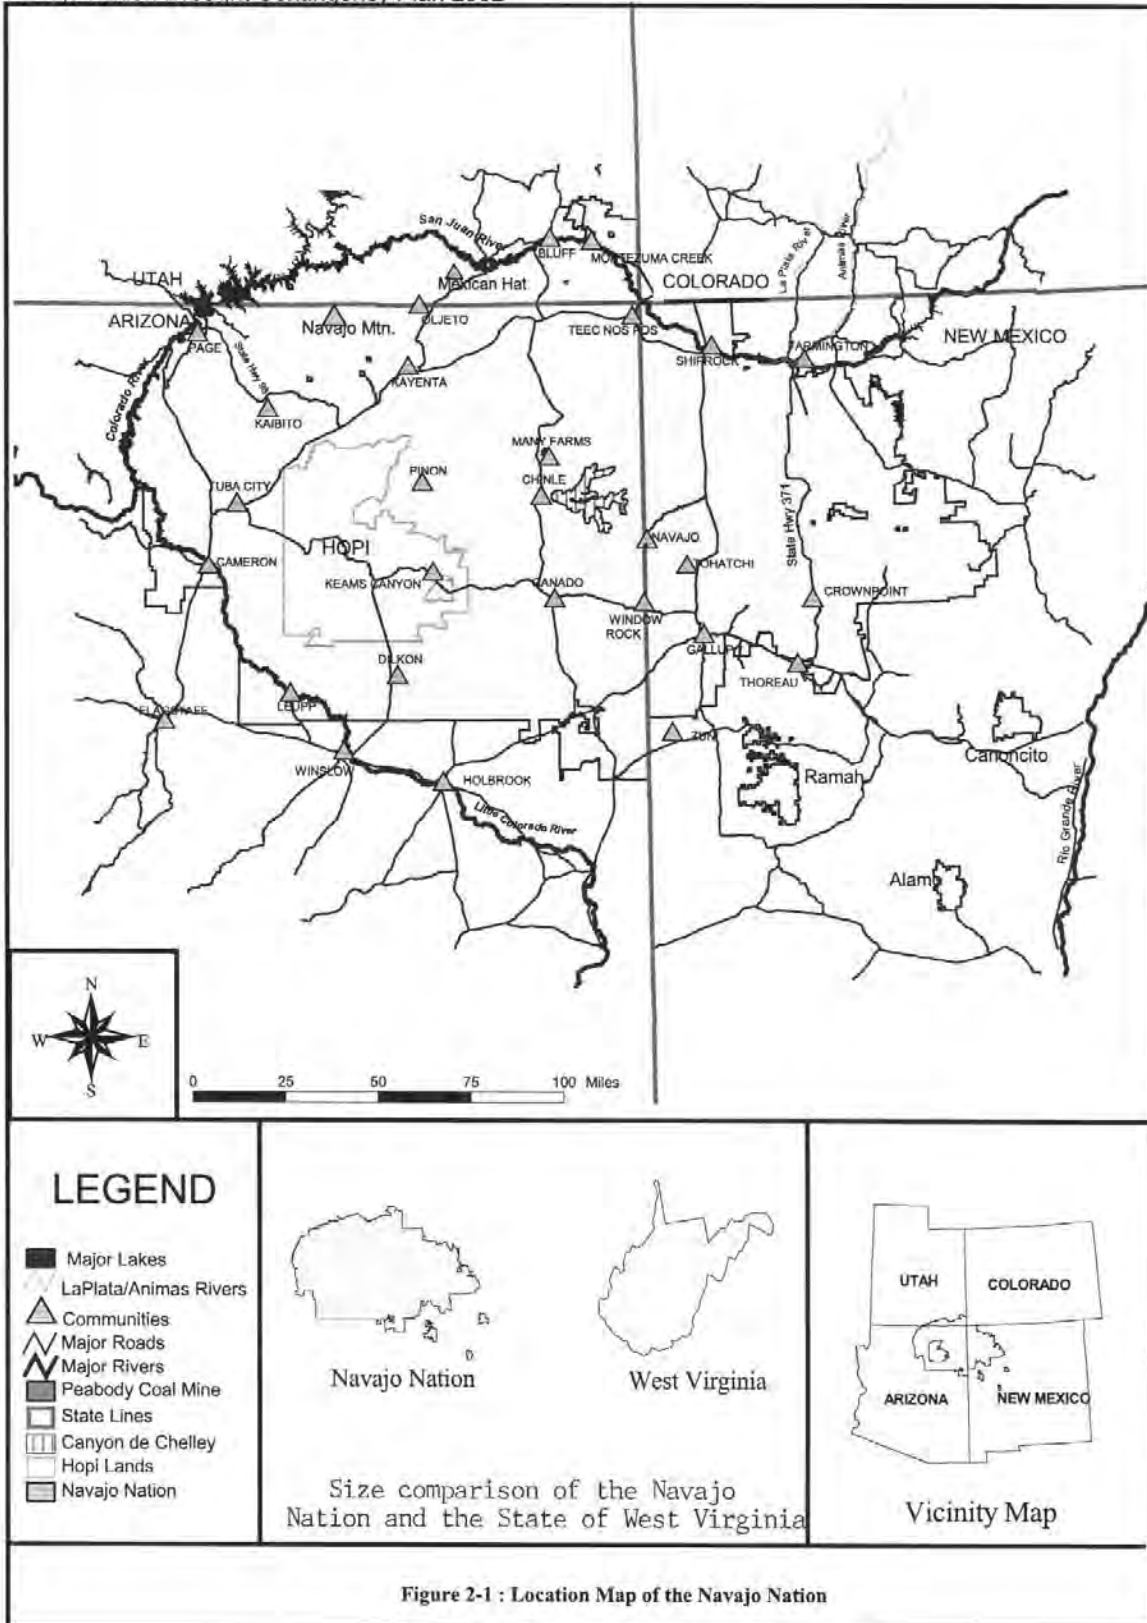 Contingency Plan 2002
San Juan River
BLUFF
MONTEZUMA CREEK
La Plata River
Animas River
UTAH
Mexican Hat
COLORADO
ARIZONA
Navajo Mtn.
OLJETO
TEEC NOS POS
NEW MEXICO
PAGE
State Hwy 98
SHIPROCK
FARMINGTON
Colorado River
KAYENTA
KAIBITO
MANY FARMS
PINON
CHINLE
TUBA CITY
State Hwy 371
NAVAJO
HOPI
CAMERON
TOHATCHI
KEAMS CANYON
GANADO
CROWNPOINT
WINDOW
ROCK
GALLUP
DILKON
THOREAU
LEUPP
FLAGSTAFF
ZUNI
WINSLOW
HOLBROOK
Ramah
Canoncito
Little Colorado River
Rio Grande River
Alamo
N
W E
S
0 25 50 75 100 Miles
LEGEND
Major Lakes
LaPlata/Animas Rivers
Communities
Major Roads
Major Rivers
Peabody Coal Mine
State Lines
Canyon de Chelley
Hopi Lands
Navajo Nation
Navajo Nation
West Virginia
Size comparison of the Navajo
Nation and the State of West Virginia
UTAH
COLORADO
ARIZONA
NEW MEXICO
Vicinity Map
Figure 2-1 : Location Map of the Navajo Nation